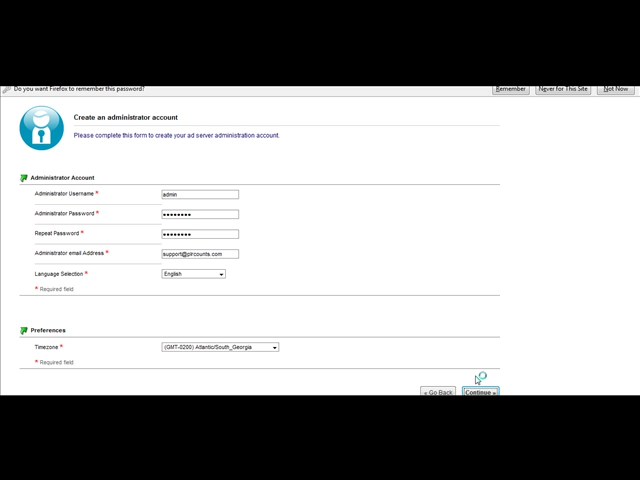 Do you want Firefox to remember this password?
Remember
Never for This Site
Not Now
Create an administrator account
Please complete this form to create your ad server administration account.
Administrator Account
Administrator Username *
admin
Administrator Password *
••••••••
Repeat Password *
••••••••
Administrator email Address *
support@pircounts.com
Language Selection *
English
* Required field
Preferences
Timezone *
(GMT-0200) Atlantic/South_Georgia
* Required field
< Go Back
Continue »